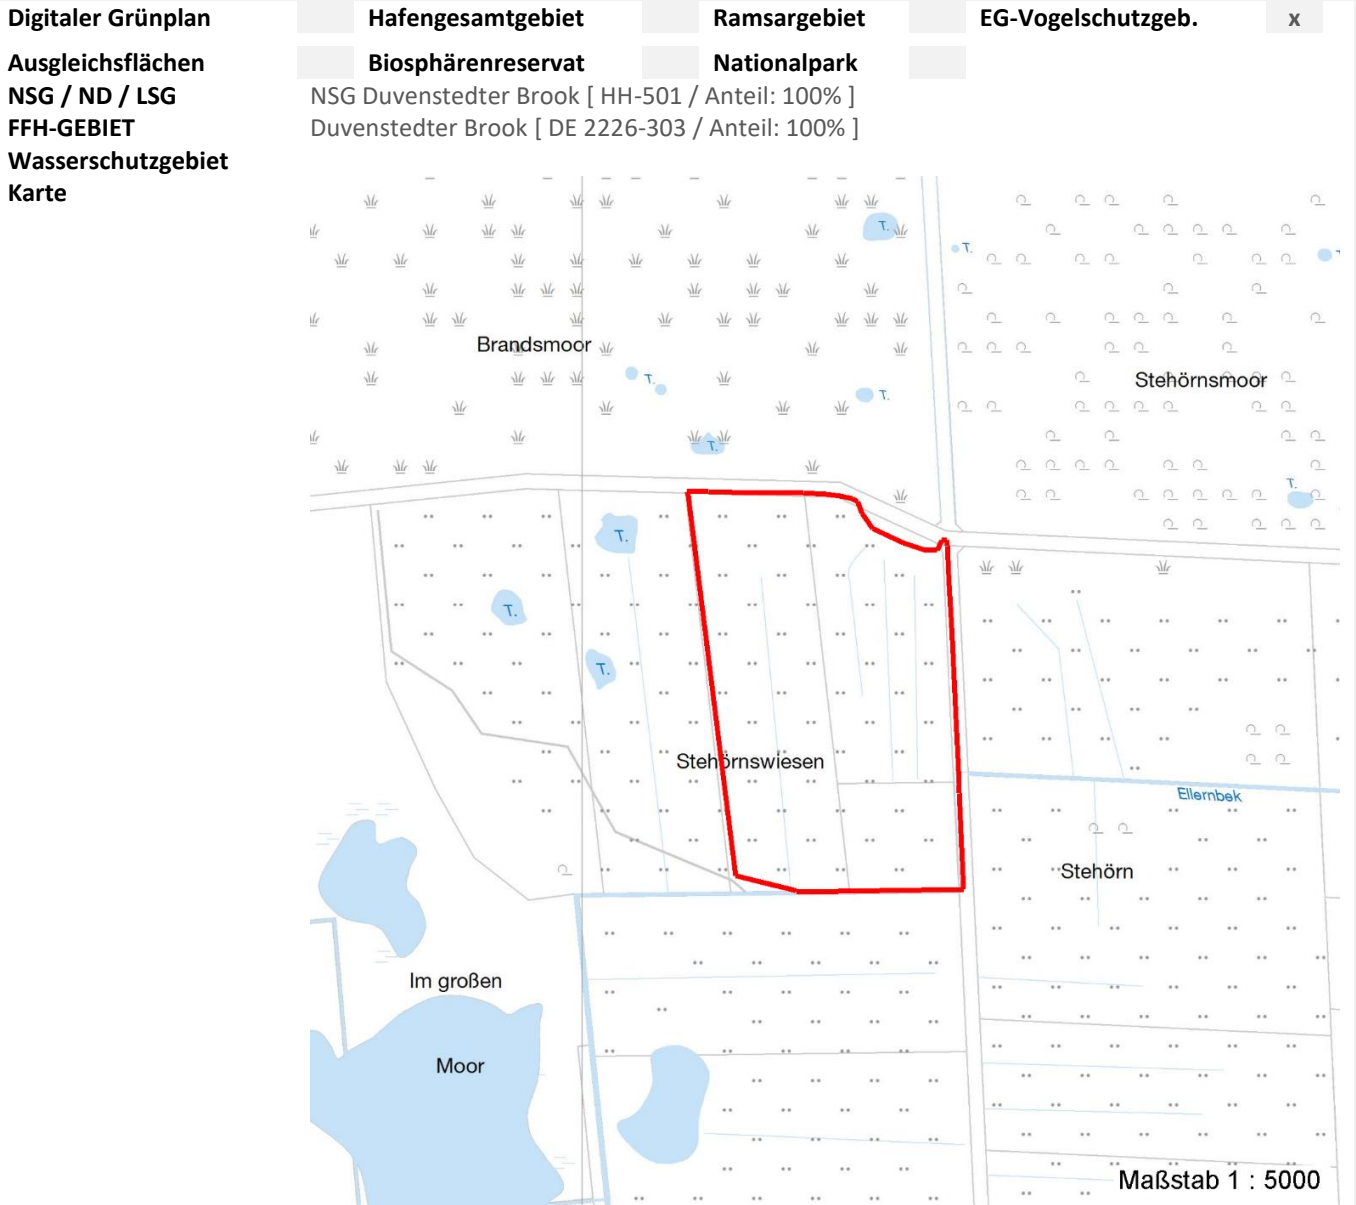 Digitaler Grünplan Hafengesamtgebiet Ramsargebiet EG-Vogelschutzgeb. x
Ausgleichsflächen Biosphärenreservat Nationalpark
NSG / ND / LSG NSG Duvenstedter Brook [ HH-501 / Anteil: 100% ]
FFH-GEBIET Duvenstedter Brook [ DE 2226-303 / Anteil: 100% ]
Wasserschutzgebiet
Karte
T.
T.
Brandsmoor
T.
Stehörnsmoor
T.
T.
T.
T.
T.
T.
Stehörnswiesen
Ellernbek
Stehörn
Im großen
Moor
Maßstab 1 : 5000